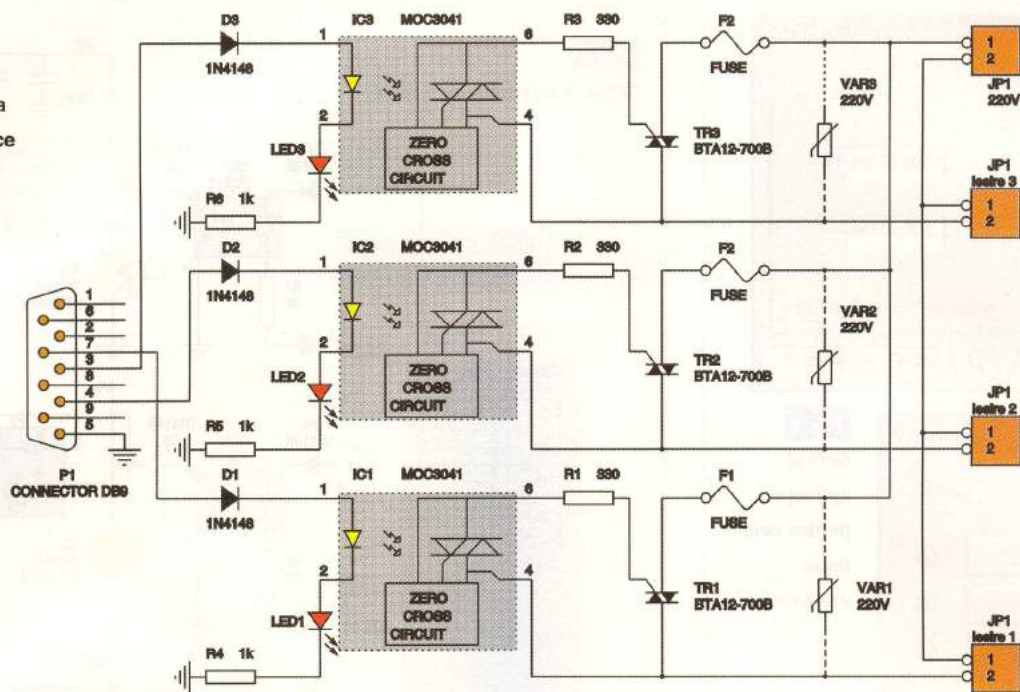 a
ce
D3
1N4148
IC3 MOC3041
1
2
6
4
ZERO
CROSS
CIRCUIT
LED3
R6 1k
R3 330
F2
FUSE
TR3
BTA12-700B
VAR3
220V
1
2
JP1
220V
JP1
Iesire 3
1
2
D2
1N4148
IC2 MOC3041
1
2
6
4
ZERO
CROSS
CIRCUIT
LED2
R5 1k
R2 330
F2
FUSE
TR2
BTA12-700B
VAR2
220V
JP1
Iesire 2
1
2
1
6
2
7
3
8
4
9
5
P1
CONNECTOR DB9
D1
1N4148
IC1 MOC3041
1
2
6
4
ZERO
CROSS
CIRCUIT
LED1
R4 1k
R1 330
F1
FUSE
TR1
BTA12-700B
VAR1
220V
JP1
Iesire 1
1
2